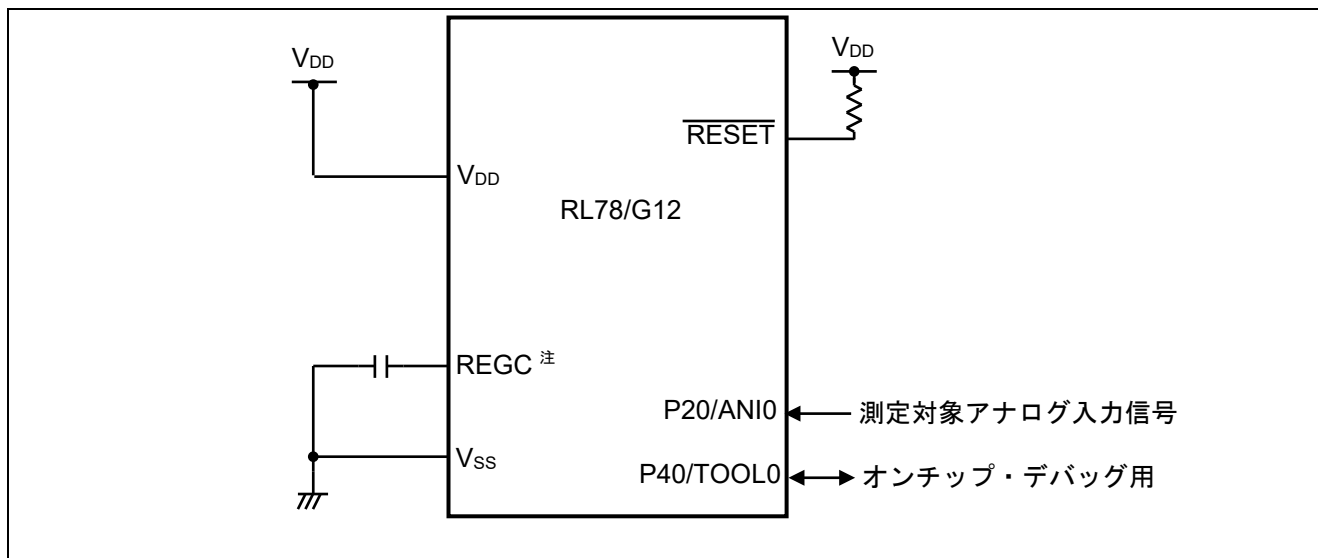 VDD
VDD
RESET
VDD
RL78/G12
REGC 注
P20/ANI0
測定対象アナログ入力信号
VSS
P40/TOOL0
オンチップ・デバッグ用